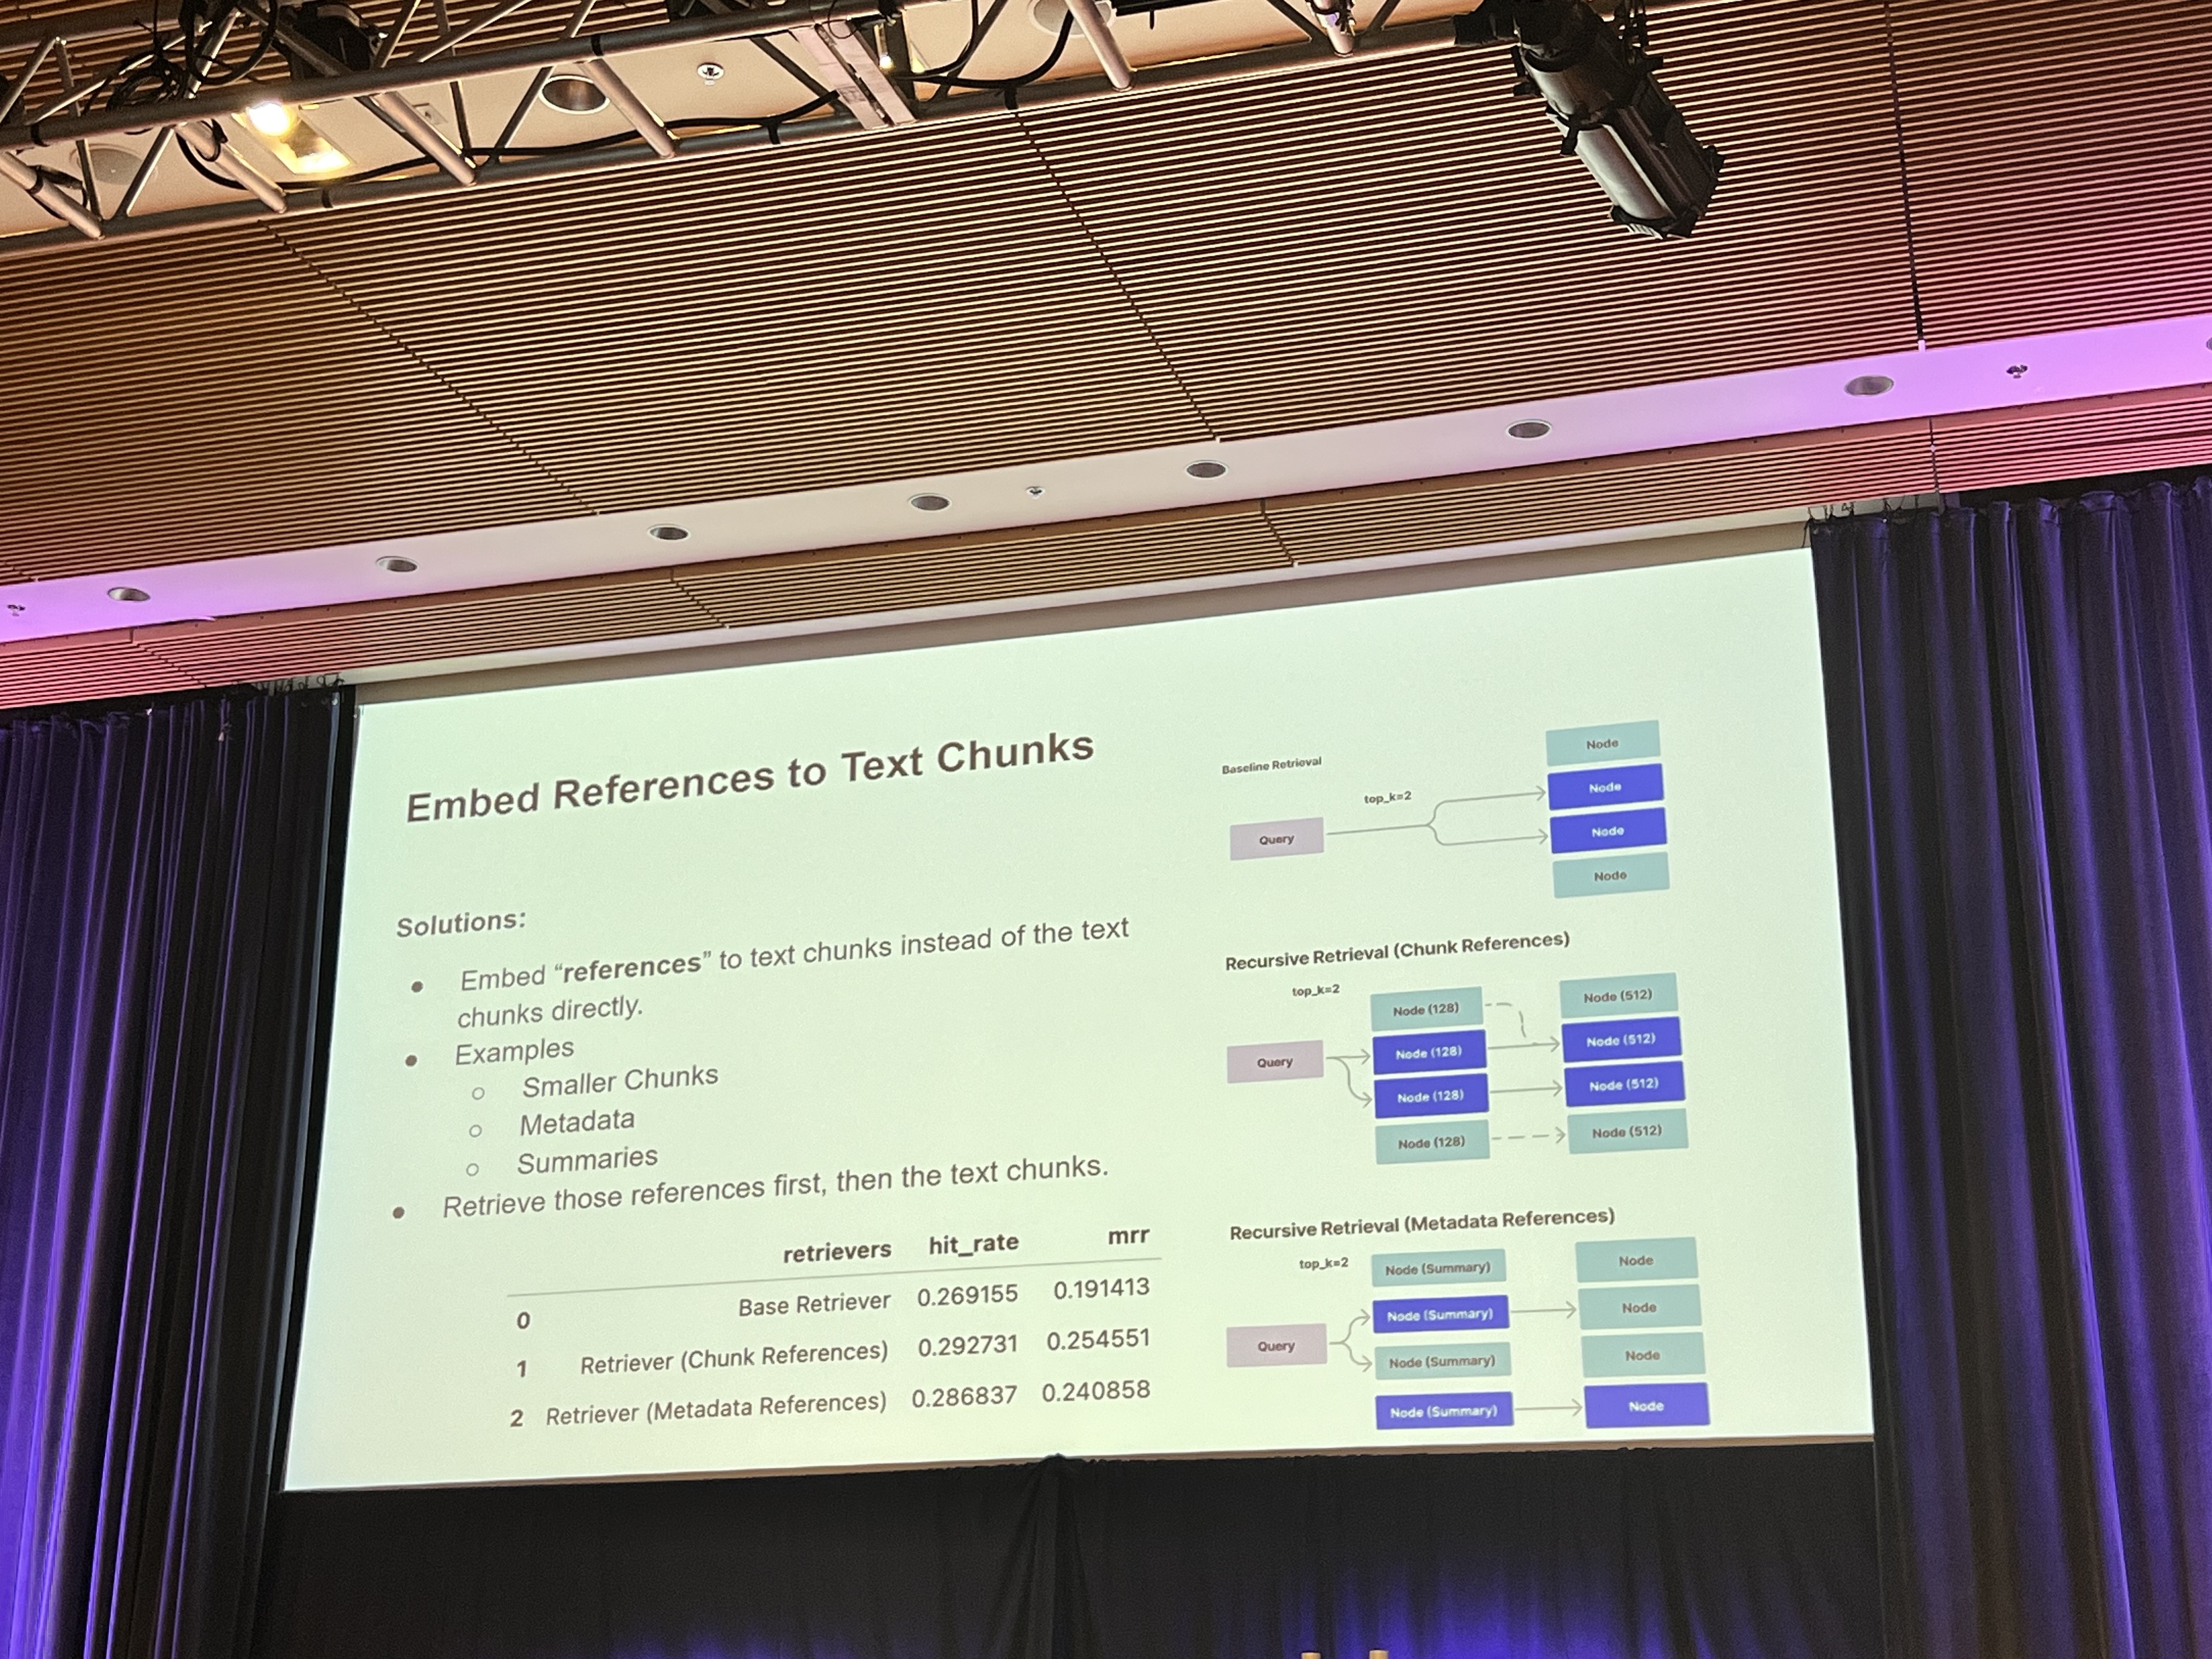 Embed References to Text Chunks
Solutions:
● Embed “references” to text chunks instead of the text
chunks directly.
● Examples
○ Smaller Chunks
○ Metadata
○ Summaries
● Retrieve those references first, then the text chunks.
retrievers hit_rate mrr
0 Base Retriever 0.269155 0.191413
1 Retriever (Chunk References) 0.292731 0.254551
2 Retriever (Metadata References) 0.286837 0.240858
Baseline Retrieval
top_k=2
Query
Node
Node
Node
Node
Recursive Retrieval (Chunk References)
top_k=2
Query
Node (128) Node (512)
Node (128) Node (512)
Node (128) Node (512)
Node (128) Node (512)
Recursive Retrieval (Metadata References)
top_k=2
Query
Node (Summary) Node
Node (Summary) Node
Node (Summary) Node
Node (Summary) Node